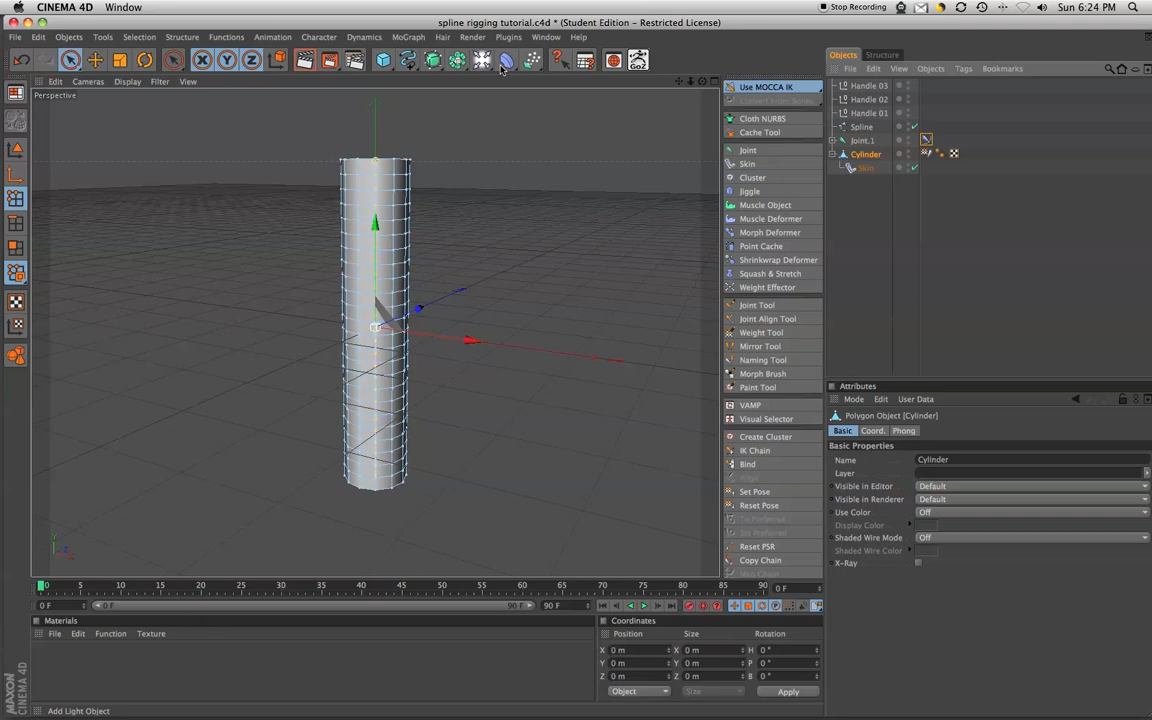 CINEMA 4D Window
Stop Recording
Sun 6:24 PM
spline rigging tutorial.c4d * (Student Edition - Restricted License)
File Edit Objects Tools Selection Structure Functions Animation Character Dynamics MoGraph Hair Render Plugins Window Help
Edit Cameras Display Filter View
Perspective
Use MOCCA IK
Cloth NURBS
Cache Tool
Joint
Skin
Cluster
Jiggle
Muscle Object
Muscle Deformer
Morph Deformer
Point Cache
Shrinkwrap Deformer
Squash & Stretch
Weight Effector
Joint Tool
Joint Align Tool
Weight Tool
Mirror Tool
Naming Tool
Morph Brush
Paint Tool
VAMP
Visual Selector
Create Cluster
IK Chain
Bind
Set Pose
Reset Pose
Reset PSR
Copy Chain
Objects Structure
File Edit View Objects Tags Bookmarks
Handle 03
Handle 02
Handle 01
Spline
Joint.1
Cylinder
Skin
Attributes
Mode Edit User Data
Polygon Object [Cylinder]
Basic Coord. Phong
Basic Properties
Name Cylinder
Layer
Visible in Editor Default
Visible in Renderer Default
Use Color Off
Display Color
Shaded Wire Mode Off
Shaded Wire Color
X-Ray
0 5 10 15 20 25 30 35 40 45 50 55 60 65 70 75 80 85 90 0 F
0 F 0 F 90 F 90 F
Materials
File Edit Function Texture
Coordinates
Position Size Rotation
X 0 m X 0 m H 0 °
Y 0 m Y 0 m P 0 °
Z 0 m Z 0 m B 0 °
Object Size Apply
MAXON
CINEMA 4D
Add Light Object